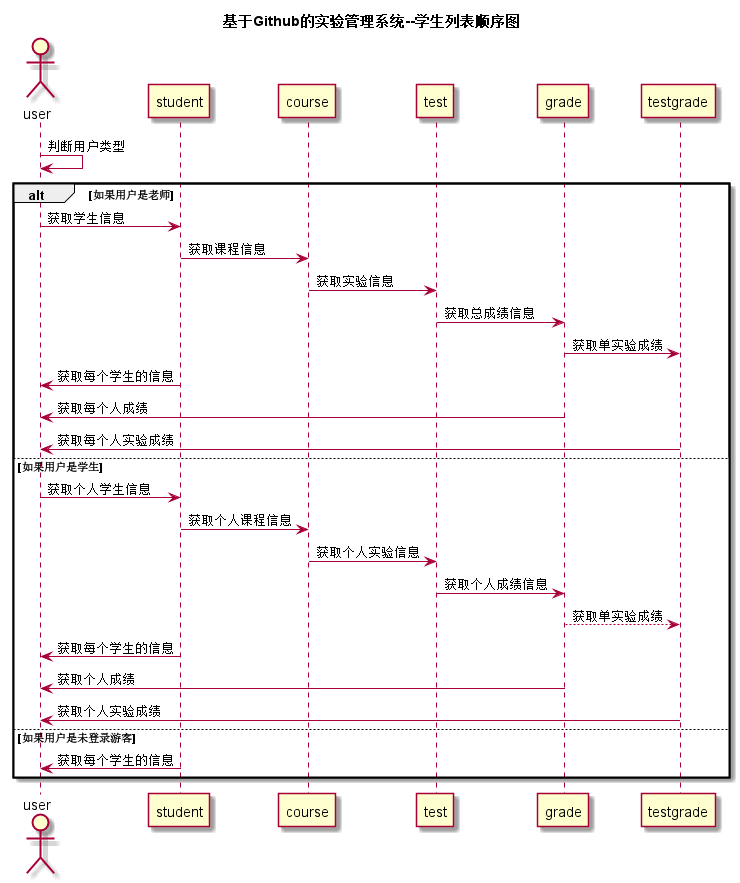 基于Github的实验管理系统--学生列表顺序图
user
student
course
test
grade
testgrade
判断用户类型
alt
[如果用户是老师]
获取学生信息
获取课程信息
获取实验信息
获取总成绩信息
获取单实验成绩
获取每个学生的信息
获取每个人成绩
获取每个人实验成绩
[如果用户是学生]
获取个人学生信息
获取个人课程信息
获取个人实验信息
获取个人成绩信息
获取单实验成绩
获取每个学生的信息
获取个人成绩
获取个人实验成绩
[如果用户是未登录游客]
获取每个学生的信息
user
student
course
test
grade
testgrade